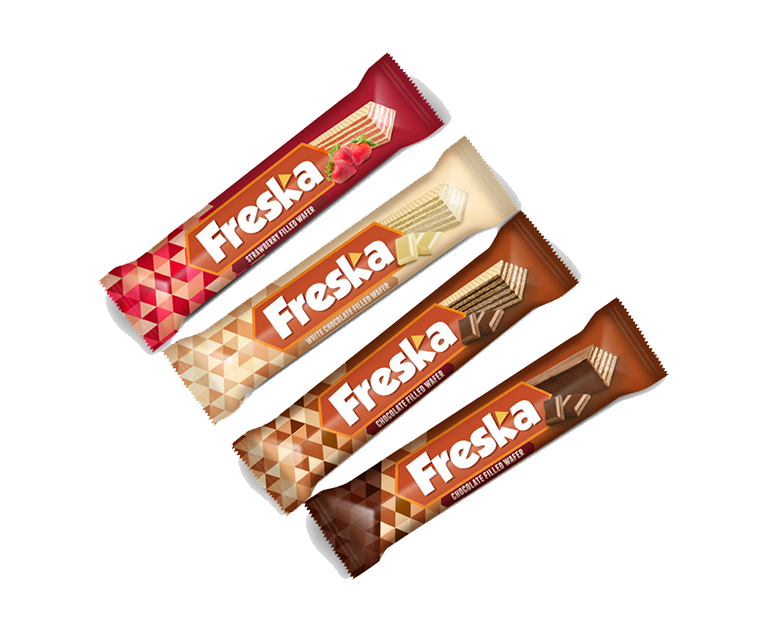 Freska
STRAWBERRY FILLED WAFER
Freska
WHITE CHOCOLATE FILLED WAFER
Freska
CHOCOLATE FILLED WAFER
Freska
CHOCOLATE FILLED WAFER